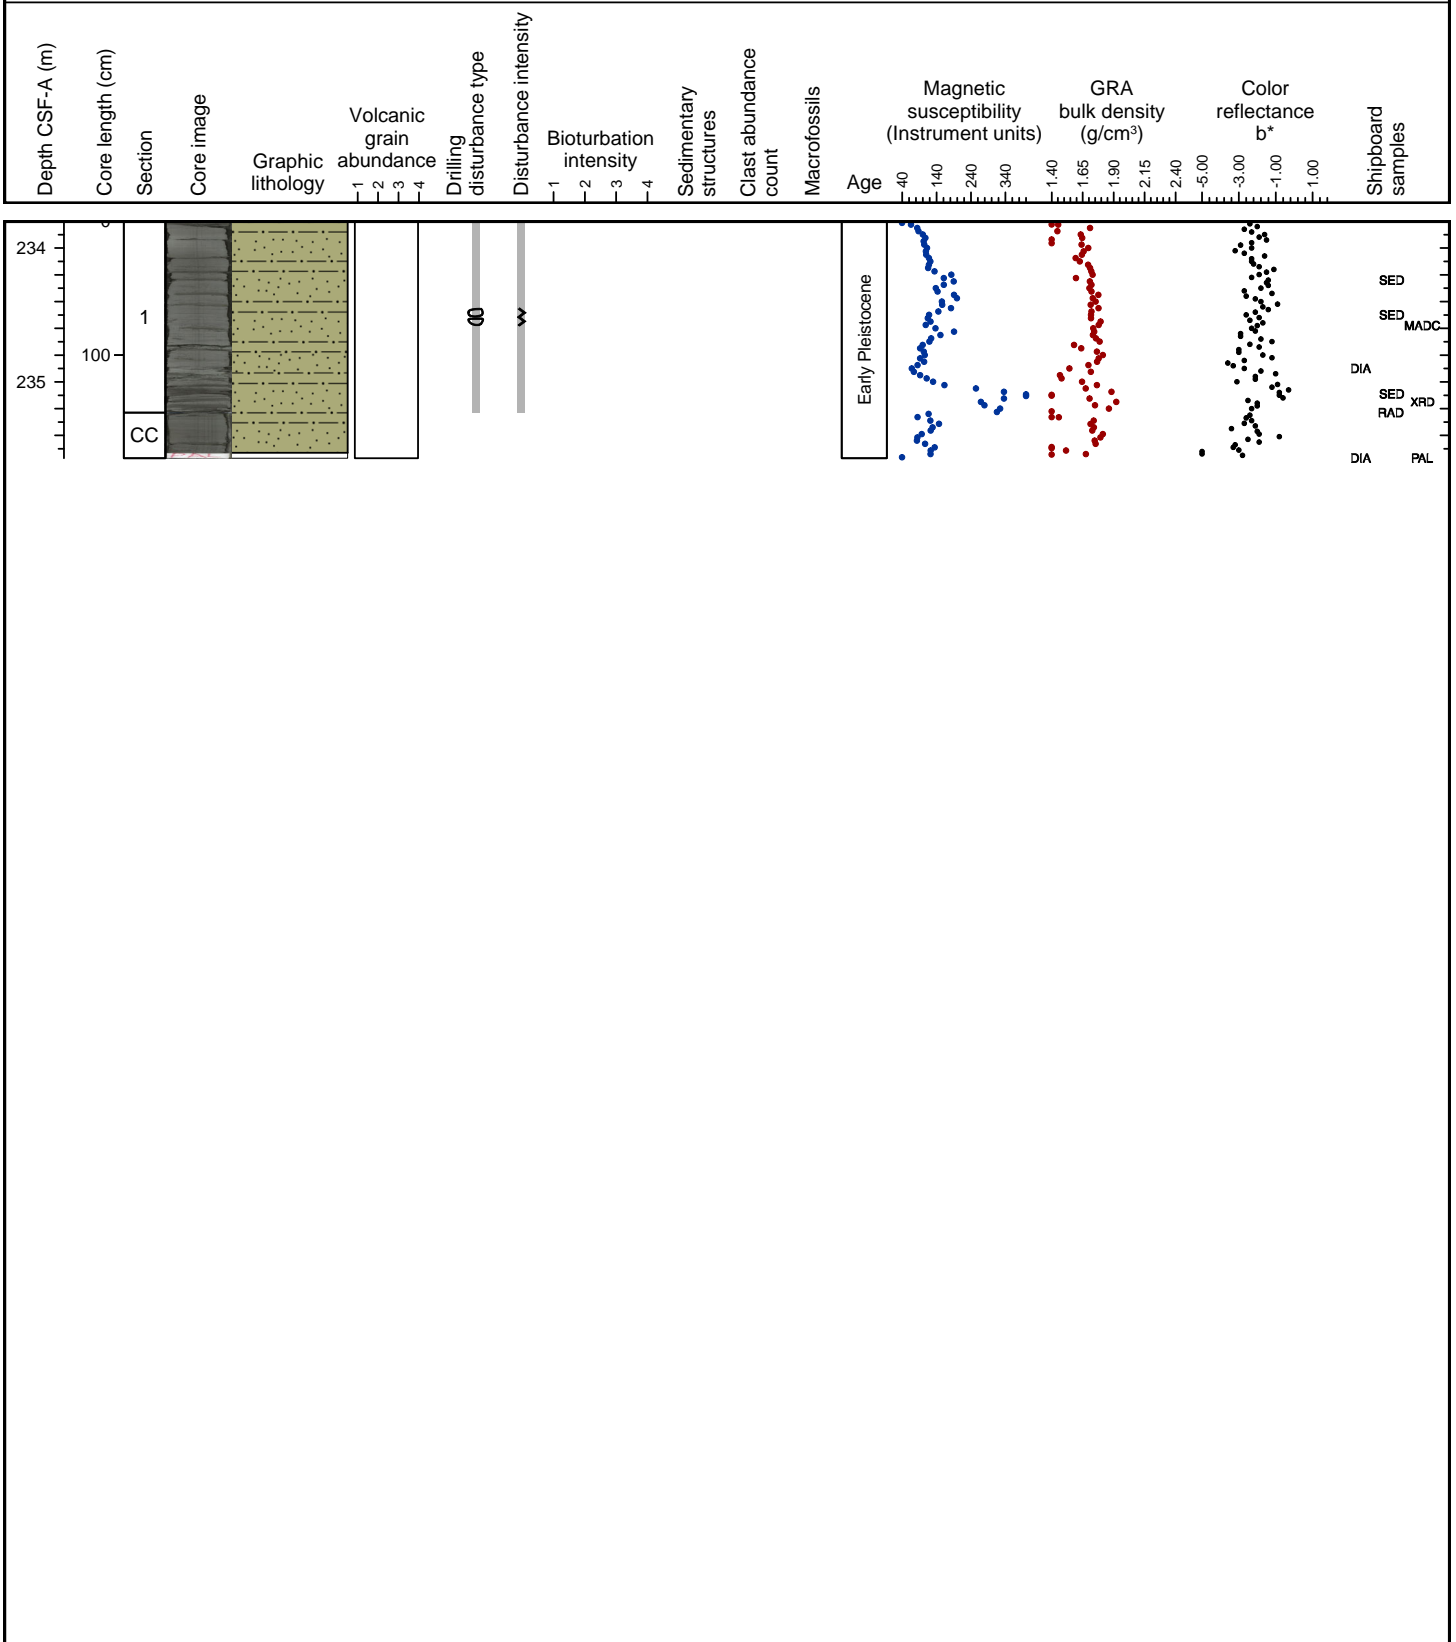 Depth CSF-A (m)
Core length (cm)
Section
Core image
Graphic
lithology
Volcanic
grain
abundance
1 2 3 4
Drilling
disturbance type
Disturbance intensity
Bioturbation
intensity
1 2 3 4
Sedimentary
structures
Clast abundance
count
Macrofossils
Age
Magnetic
susceptibility
(Instrument units)
40 140 240 340
GRA
bulk density
(g/cm³)
1.40 1.65 1.90 2.15 2.40
Color
reflectance
b*
-5.00 -3.00 -1.00 1.00
Shipboard
samples
0
234
SED
1
SED
MADC
100
DIA
235
SED
XRD
RAD
CC
DIA PAL
Early Pleistocene